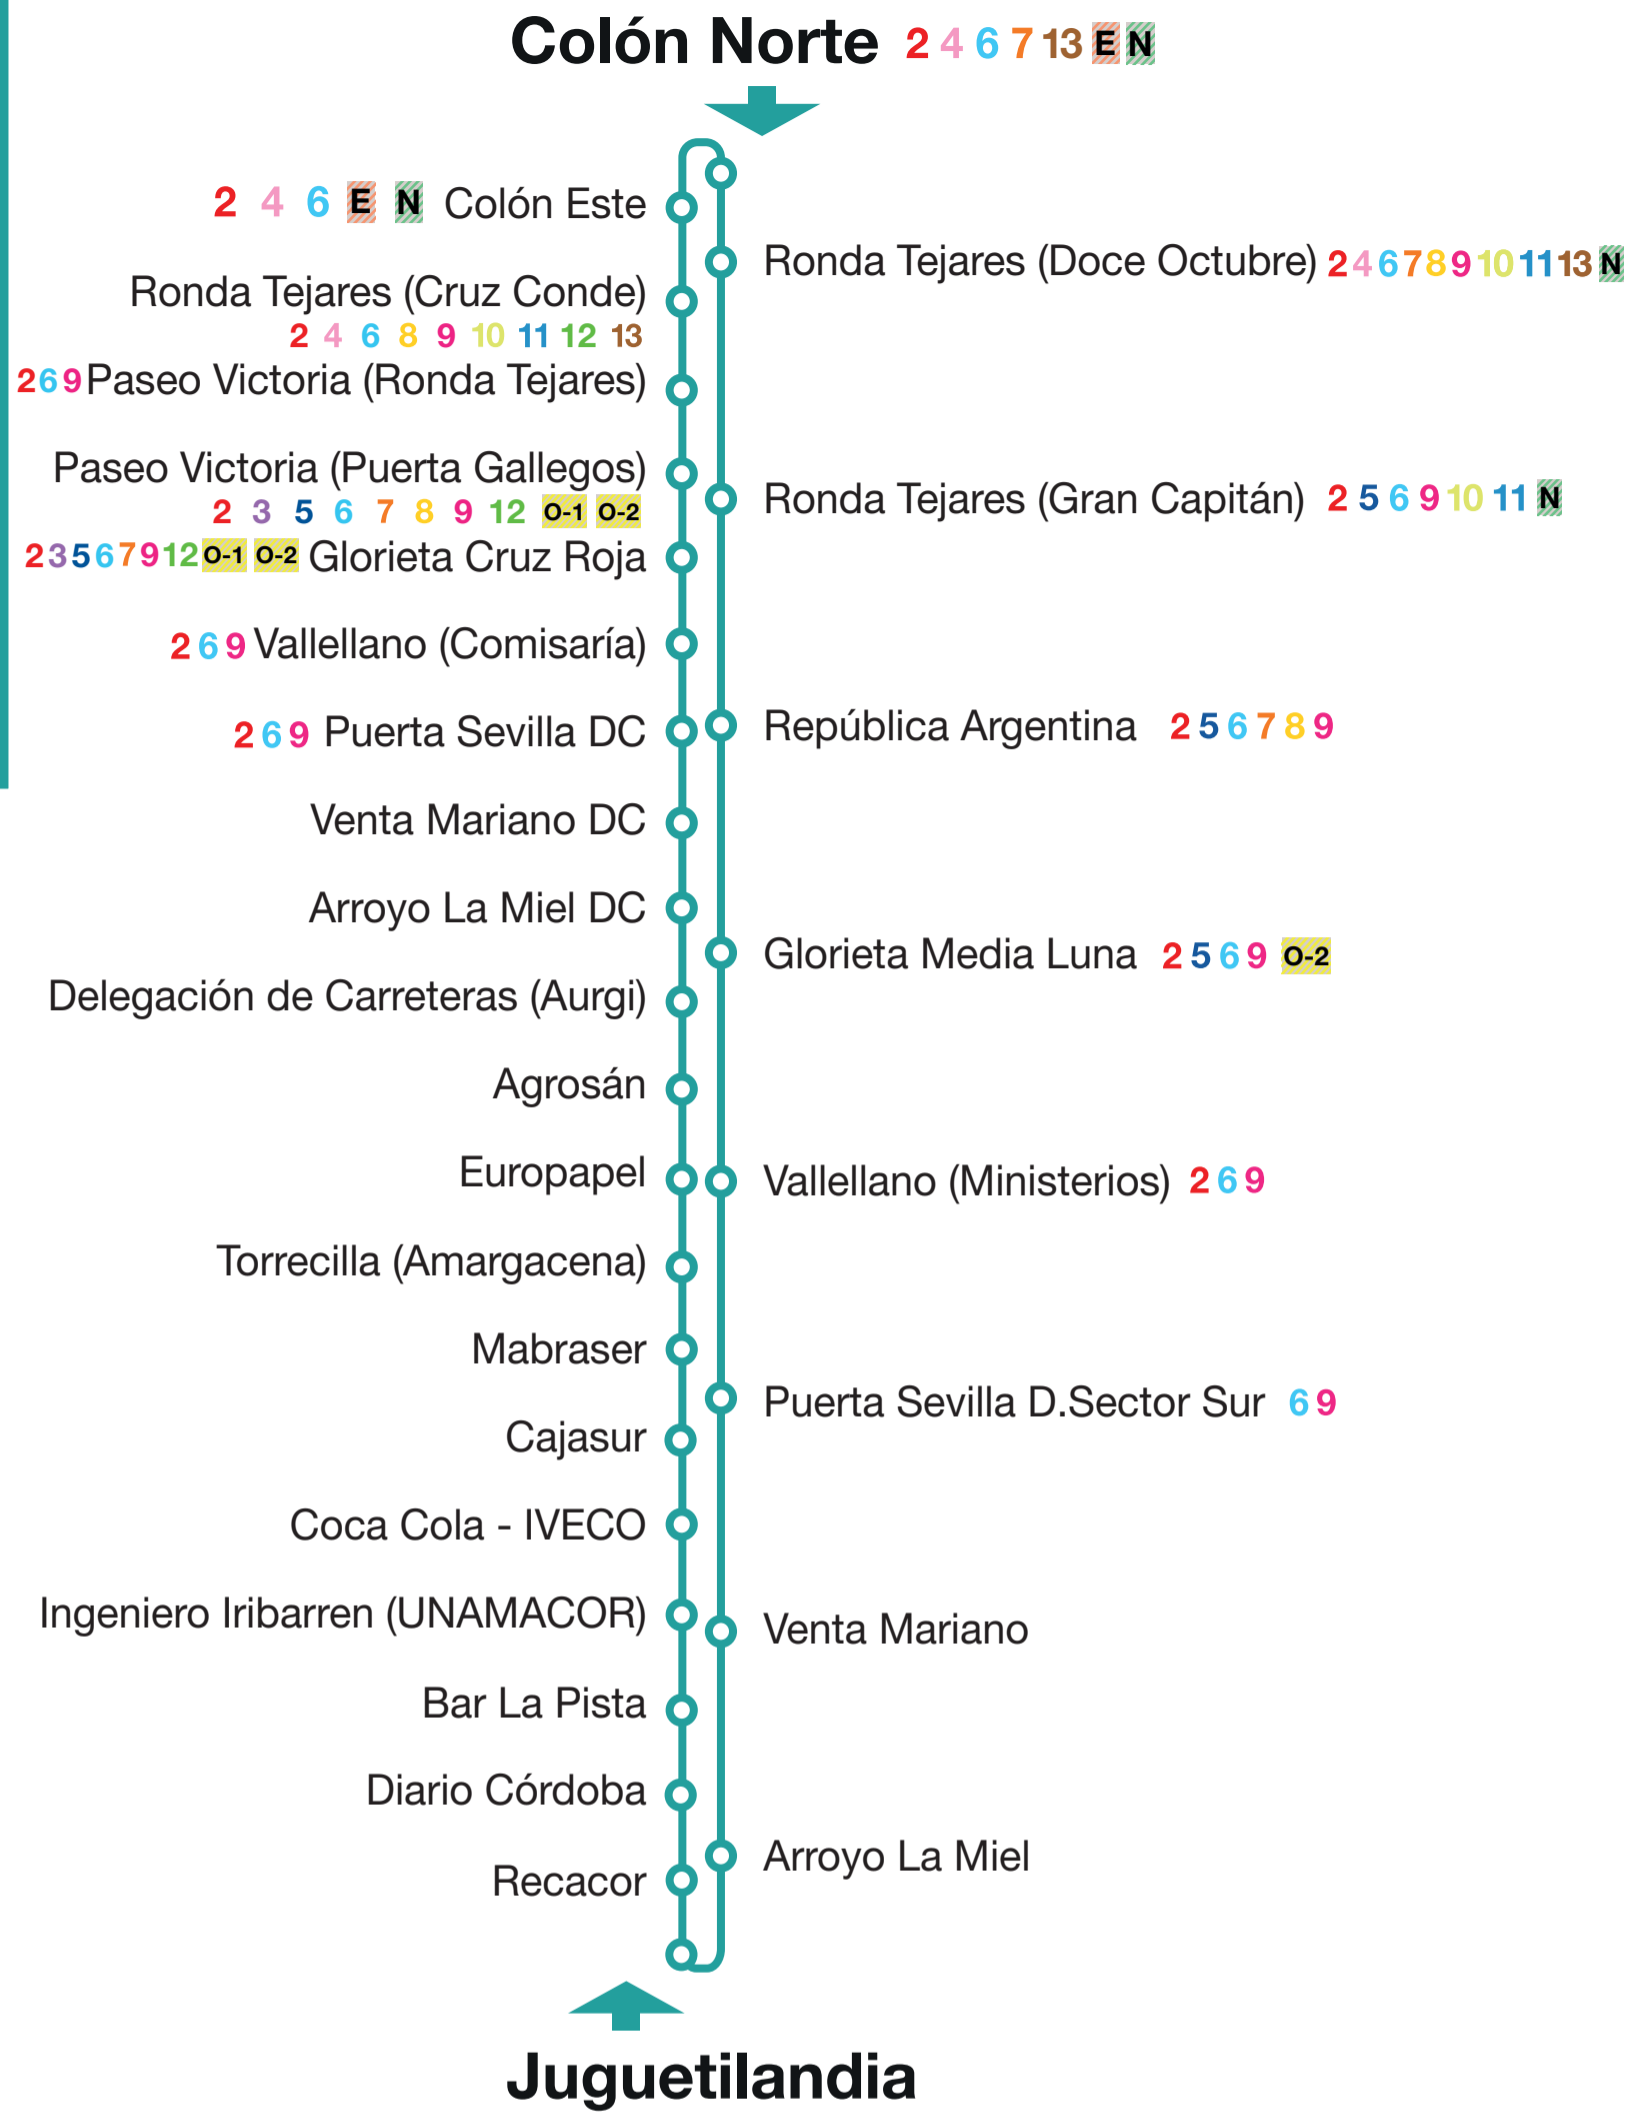 Colón Norte 2 4 6 7 13 E N
2 4 6 E N Colón Este
Ronda Tejares (Cruz Conde)
2 4 6 8 9 10 11 12 13
2 6 9 Paseo Victoria (Ronda Tejares)
Paseo Victoria (Puerta Gallegos)
2 3 5 6 7 8 9 12 O-1 O-2
2 3 5 6 7 9 12 O-1 O-2 Glorieta Cruz Roja
2 6 9 Vallellano (Comisaría)
2 6 9 Puerta Sevilla DC
Venta Mariano DC
Arroyo La Miel DC
Delegación de Carreteras (Aurgi)
Agrosán
Europapel
Torrecilla (Amargacena)
Mabraser
Cajasur
Coca Cola - IVECO
Ingeniero Iribarren (UNAMACOR)
Bar La Pista
Diario Córdoba
Recacor
Ronda Tejares (Doce Octubre) 2 4 6 7 8 9 10 11 13 N
Ronda Tejares (Gran Capitán) 2 5 6 9 10 11 N
República Argentina 2 5 6 7 8 9
Glorieta Media Luna 2 5 6 9 O-2
Vallellano (Ministerios) 2 6 9
Puerta Sevilla D.Sector Sur 6 9
Venta Mariano
Arroyo La Miel
Juguetilandia